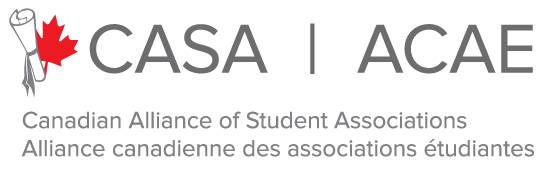 CASA | ACAE
Canadian Alliance of Student Associations
Alliance canadienne des associations étudiantes